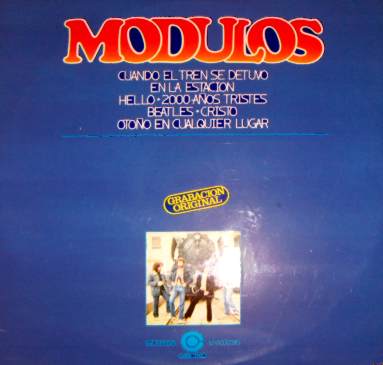 MODULOS
CUANDO EL TREN SE DETUVO
EN LA ESTACION
HELLO · 2000 AÑOS TRISTES
BEATLES · CRISTO
OTOÑO EN CUALQUIER LUGAR
GRABACION
ORIGINAL